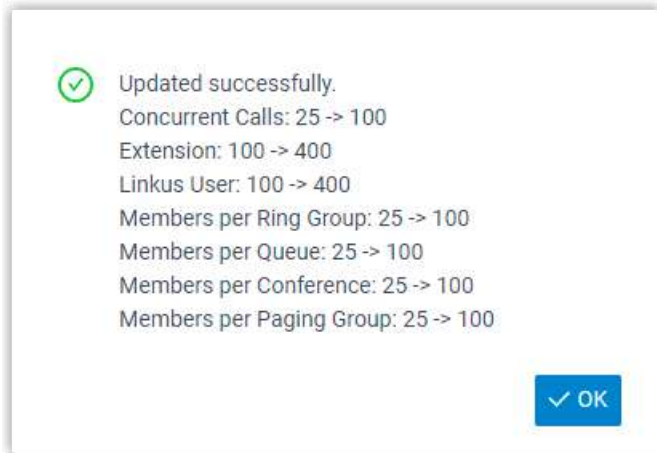 Updated successfully.
Concurrent Calls: 25 -> 100
Extension: 100 -> 400
Linkus User: 100 -> 400
Members per Ring Group: 25 -> 100
Members per Queue: 25 -> 100
Members per Conference: 25 -> 100
Members per Paging Group: 25 -> 100
OK